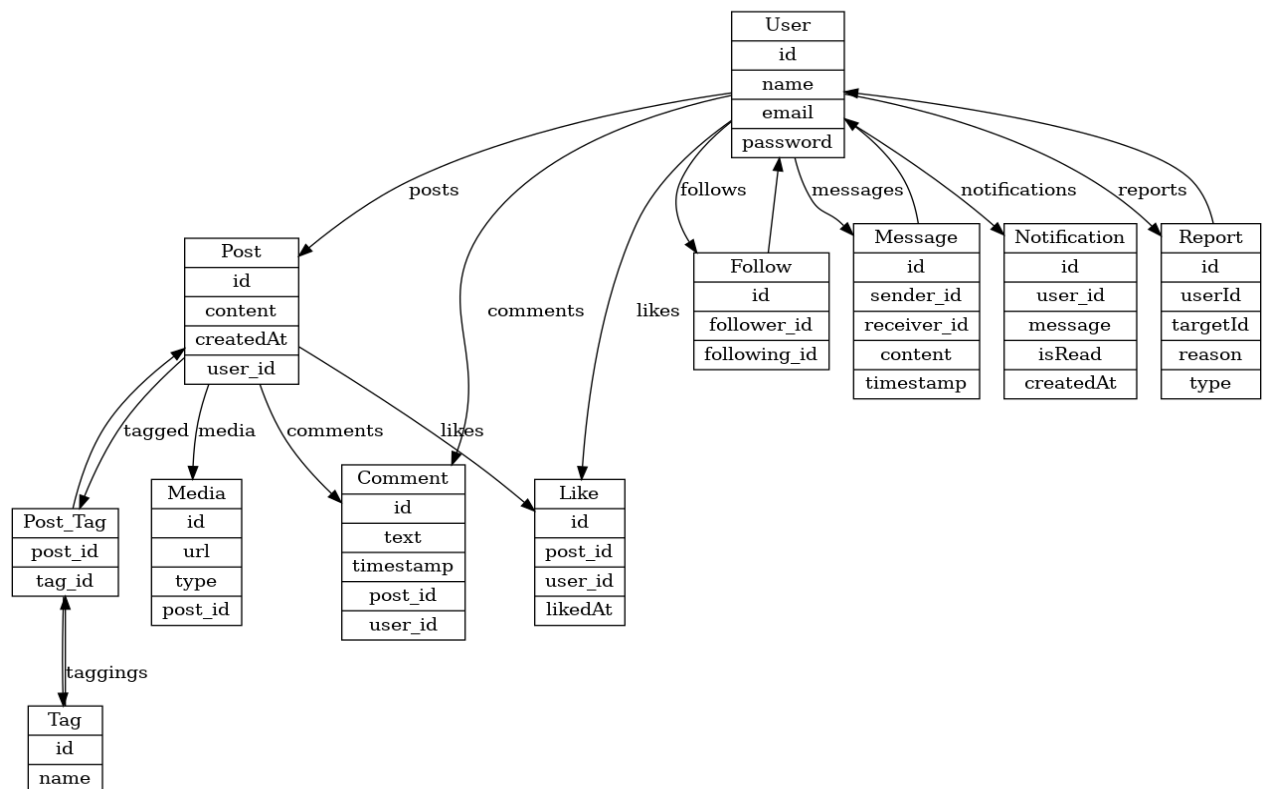 User
id
name
email
password
posts
follows
messages
notifications
reports
Post
id
content
createdAt
user_id
comments
likes
Follow
id
follower_id
following_id
Message
id
sender_id
receiver_id
content
timestamp
Notification
id
user_id
message
isRead
createdAt
Report
id
userId
targetId
reason
type
tagged
media
comments
likes
Post_Tag
post_id
tag_id
Media
id
url
type
post_id
Comment
id
text
timestamp
post_id
user_id
Like
id
post_id
user_id
likedAt
taggings
Tag
id
name